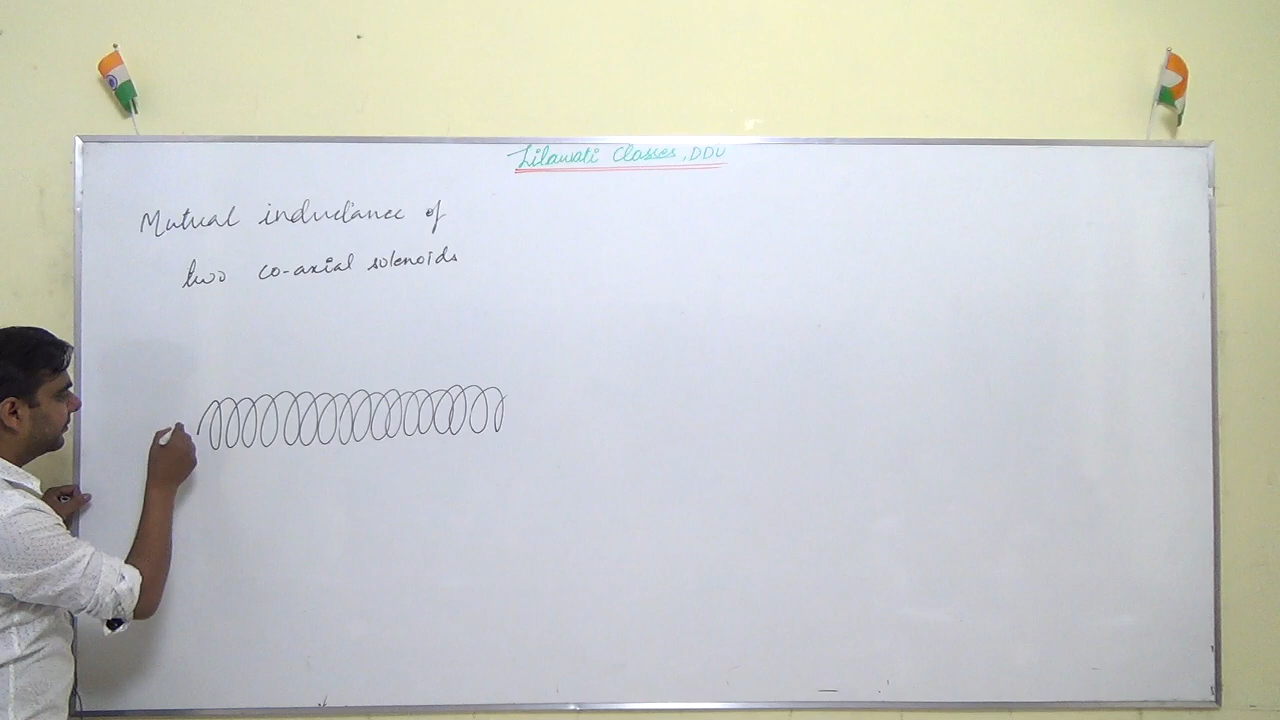 Lilawati Classes, DDU
Mutual inductance of
two co-axial solenoids